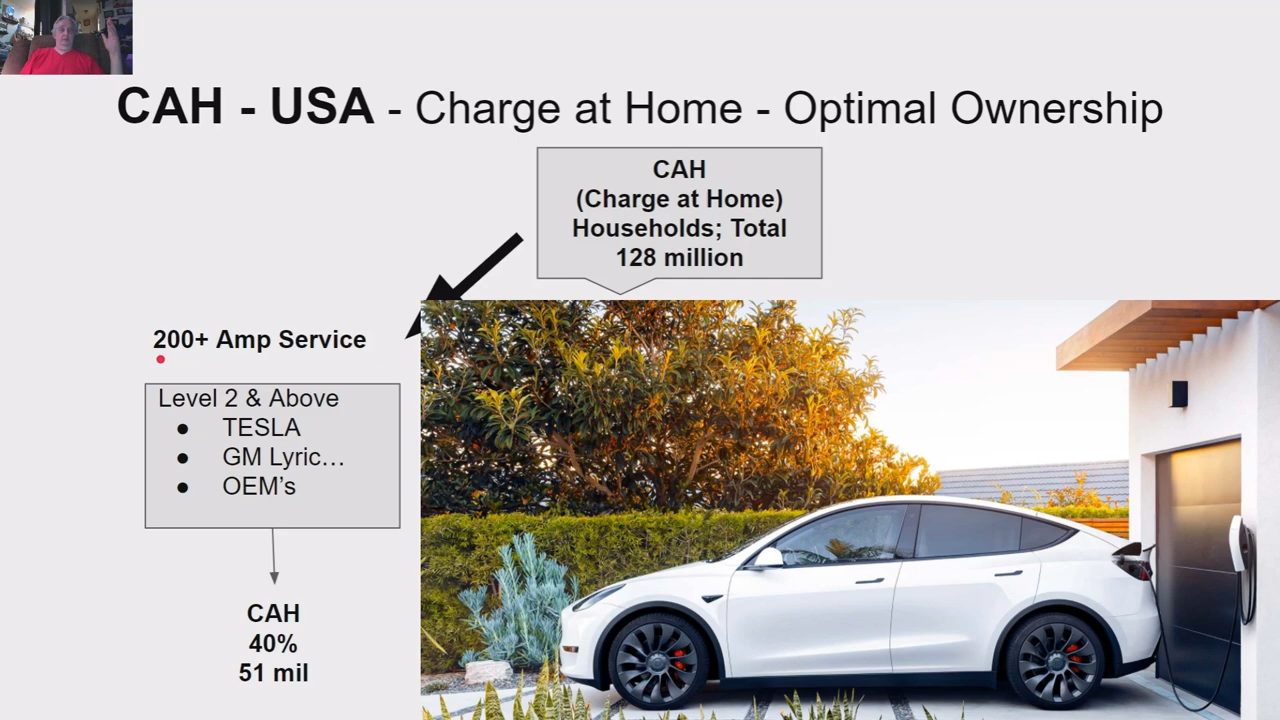 CAH - USA - Charge at Home - Optimal Ownership
CAH
(Charge at Home)
Households; Total
128 million
200+ Amp Service
Level 2 & Above
● TESLA
● GM Lyric…
● OEM’s
CAH
40%
51 mil